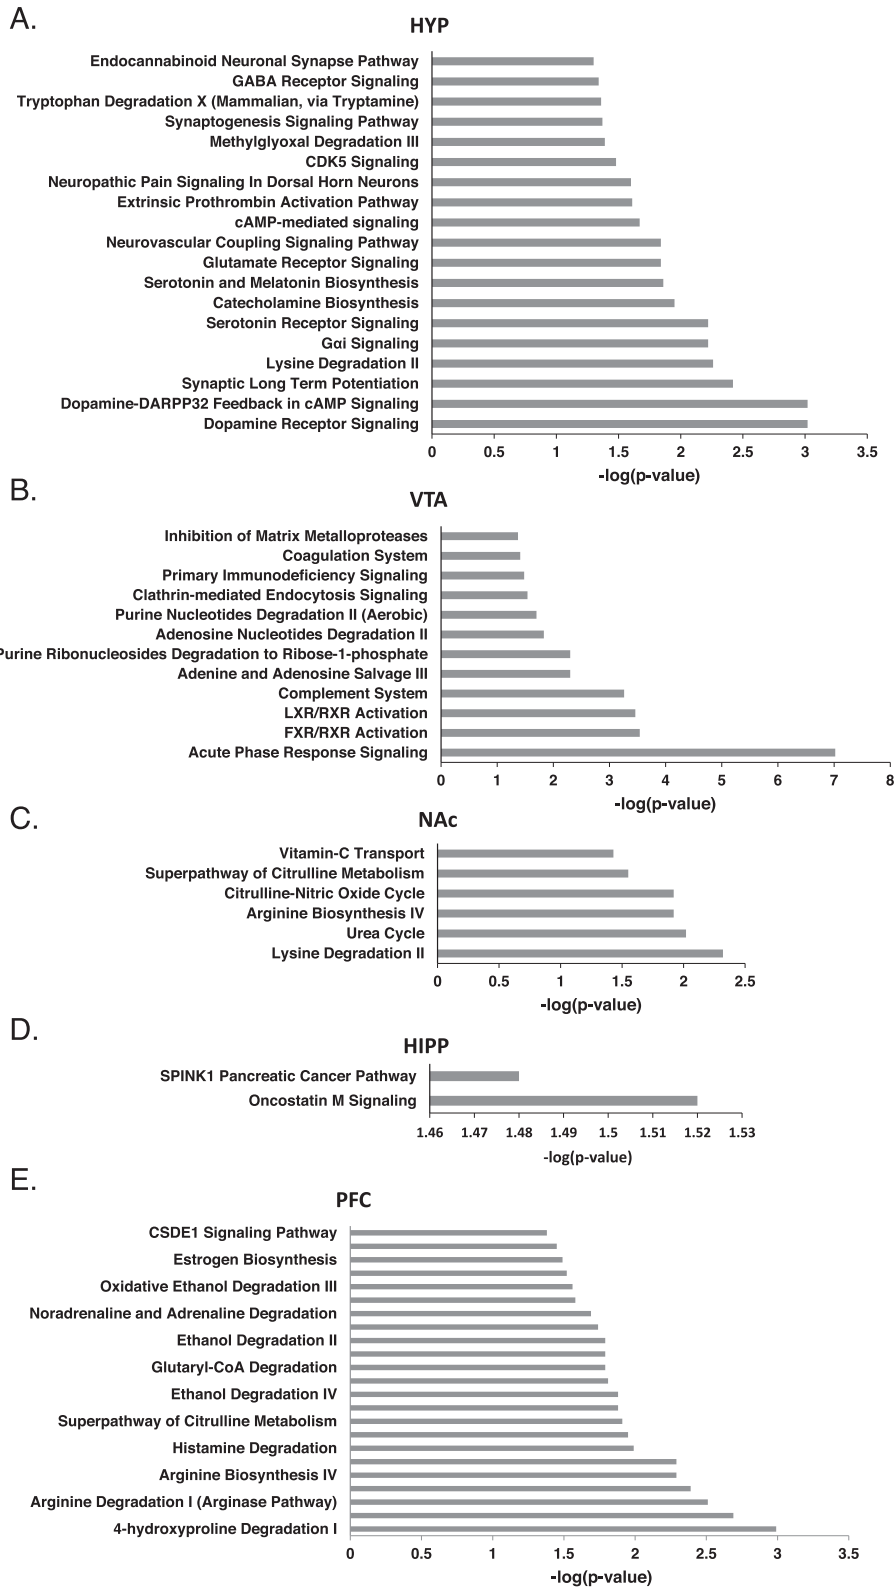 A.
HYP
Endocannabinoid Neuronal Synapse Pathway
GABA Receptor Signaling
Tryptophan Degradation X (Mammalian, via Tryptamine)
Synaptogenesis Signaling Pathway
Methylglyoxal Degradation III
CDK5 Signaling
Neuropathic Pain Signaling In Dorsal Horn Neurons
Extrinsic Prothrombin Activation Pathway
cAMP-mediated signaling
Neurovascular Coupling Signaling Pathway
Glutamate Receptor Signaling
Serotonin and Melatonin Biosynthesis
Catecholamine Biosynthesis
Serotonin Receptor Signaling
Gαi Signaling
Lysine Degradation II
Synaptic Long Term Potentiation
Dopamine-DARPP32 Feedback in cAMP Signaling
Dopamine Receptor Signaling
0 0.5 1 1.5 2 2.5 3 3.5
-log(p-value)
B.
VTA
Inhibition of Matrix Metalloproteases
Coagulation System
Primary Immunodeficiency Signaling
Clathrin-mediated Endocytosis Signaling
Purine Nucleotides Degradation II (Aerobic)
Adenosine Nucleotides Degradation II
Purine Ribonucleosides Degradation to Ribose-1-phosphate
Adenine and Adenosine Salvage III
Complement System
LXR/RXR Activation
FXR/RXR Activation
Acute Phase Response Signaling
0 1 2 3 4 5 6 7 8
-log(p-value)
C.
NAc
Vitamin-C Transport
Superpathway of Citrulline Metabolism
Citrulline-Nitric Oxide Cycle
Arginine Biosynthesis IV
Urea Cycle
Lysine Degradation II
0 0.5 1 1.5 2 2.5
-log(p-value)
D.
HIPP
SPINK1 Pancreatic Cancer Pathway
Oncostatin M Signaling
1.46 1.47 1.48 1.49 1.5 1.51 1.52 1.53
-log(p-value)
E.
PFC
CSDE1 Signaling Pathway
Estrogen Biosynthesis
Oxidative Ethanol Degradation III
Noradrenaline and Adrenaline Degradation
Ethanol Degradation II
Glutaryl-CoA Degradation
Ethanol Degradation IV
Superpathway of Citrulline Metabolism
Histamine Degradation
Arginine Biosynthesis IV
Arginine Degradation I (Arginase Pathway)
4-hydroxyproline Degradation I
0 0.5 1 1.5 2 2.5 3 3.5
-log(p-value)